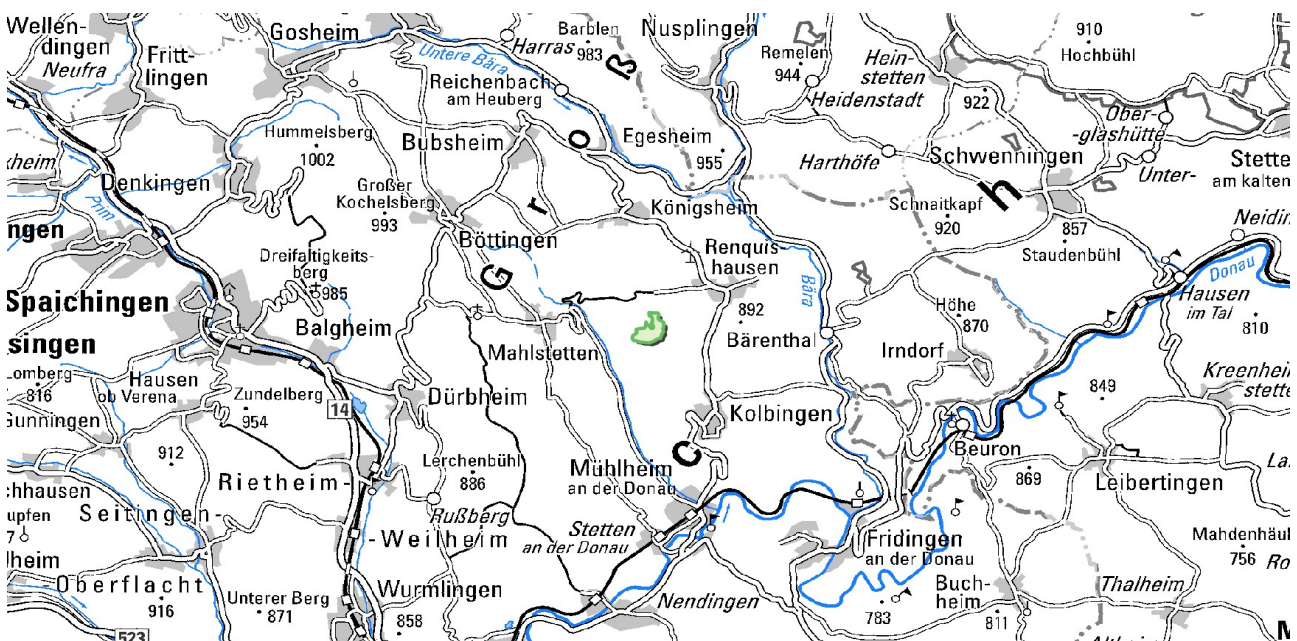 Wellen-
dingen
Neufra
Fritt-
lingen
Gosheim
Untere Bära
Harras
Barblen
983
ß
Nusplingen
Remelen
944
Heidenstadt
Hein-
stetten
922
910
Hochbühl
Reichenbach
am Heuberg
Hummelsberg
1002
Bubsheim
o
Egesheim
955
Harthöfe
Schwenningen
Ober-
-glashütte
Unter-
Stette
am kalten
Denkingen
Prim
Großer
Kochelsberg
993
r
Königsheim
Schnaitkapf
920
h
857
Staudenbühl
Neidin
ngen
Böttingen
G
Renquis-
hausen
Bära
Donau
Dreifaltigkeits-
berg
985
Spaichingen
Balgheim
Mahlstetten
892
Bärenthal
Höhe
870
Irndorf
Hausen
im Tal
810
singen
Lomberg
816
Hausen
ob Verena
Zundelberg
954
14
Dürbheim
Kolbingen
849
Kreenhein
stette
Gunningen
912
Rietheim-
Lerchenbühl
886
Mühlheim
an der Donau
C
Beuron
869
Leibertingen
Seitingen-
Rußberg
-Weilheim
Stetten
an der Donau
Fridingen
an der Donau
Mahdenhäu
756
Oberflacht
916
Unterer Berg
871
Wurmlingen
858
Nendingen
783
Buch-
heim
811
Thalheim
523